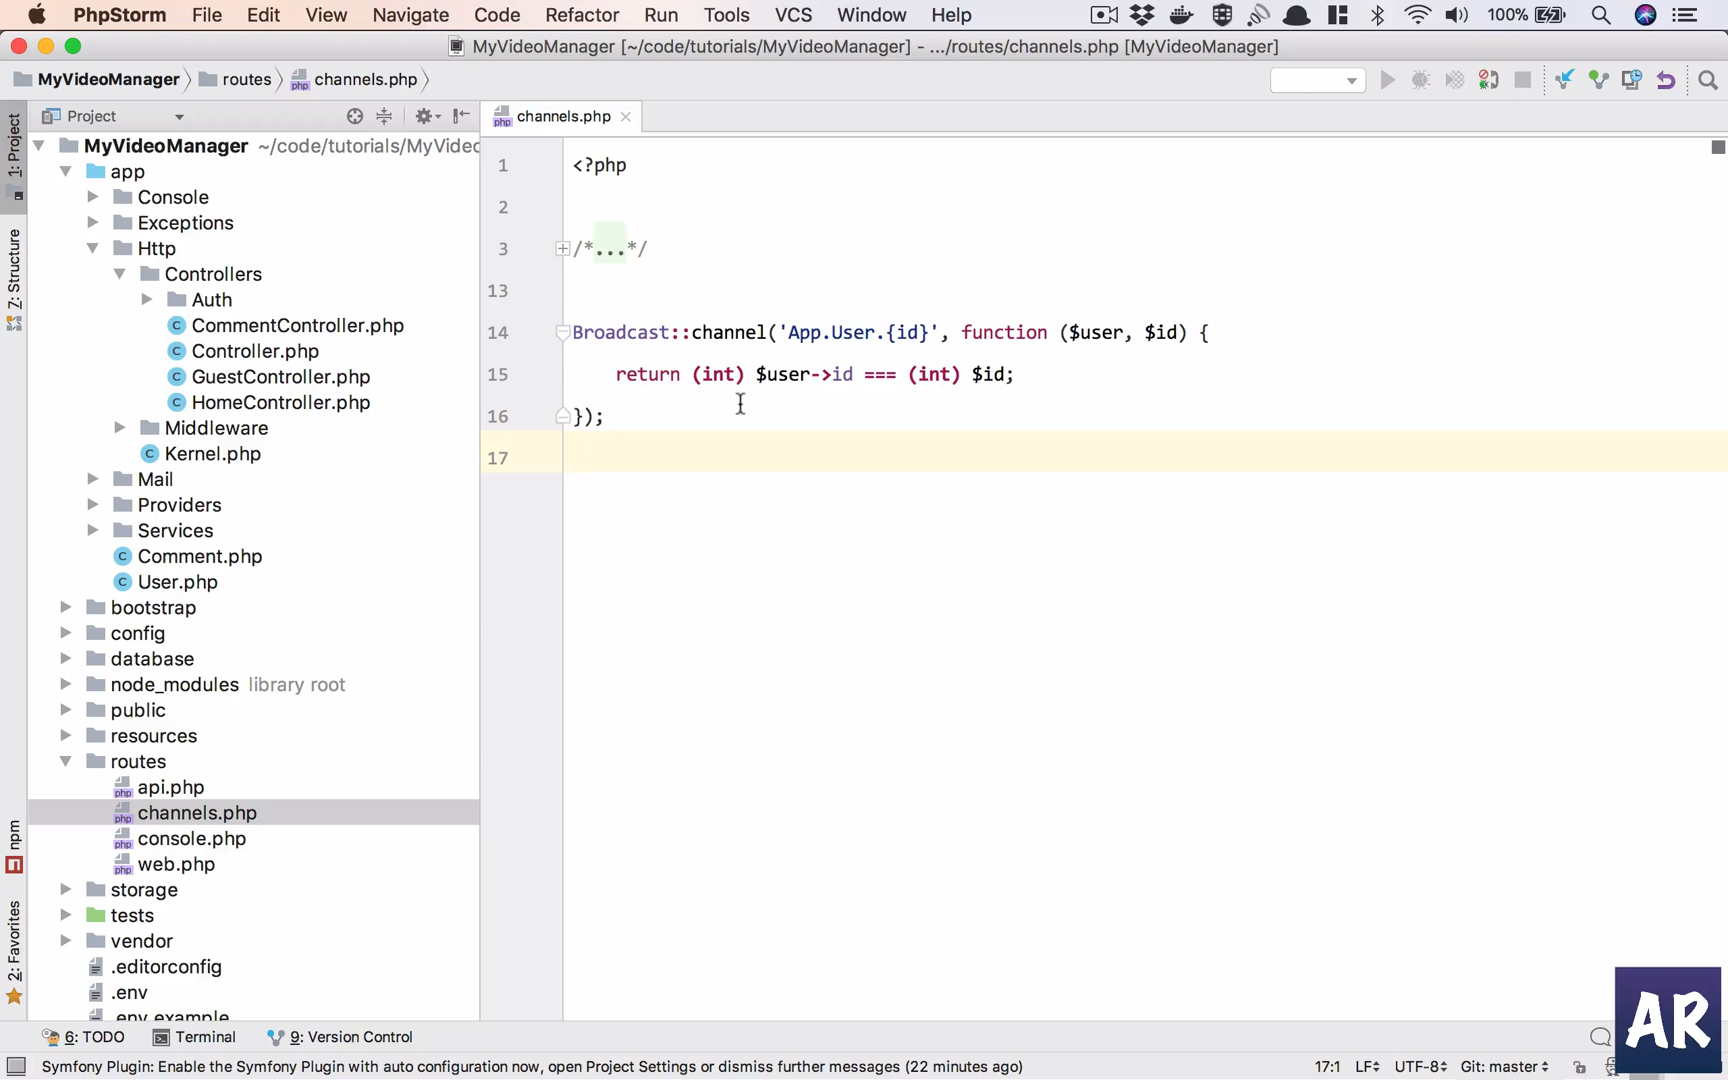 PhpStorm File Edit View Navigate Code Refactor Run Tools VCS Window Help 100%
MyVideoManager [~/code/tutorials/MyVideoManager] - .../routes/channels.php [MyVideoManager]
MyVideoManager routes channels.php
Project channels.php
1: Project
7: Structure
npm
2: Favorites
MyVideoManager ~/code/tutorials/MyVideo
app
Console
Exceptions
Http
Controllers
Auth
CommentController.php
Controller.php
GuestController.php
HomeController.php
Middleware
Kernel.php
Mail
Providers
Services
Comment.php
User.php
bootstrap
config
database
node_modules library root
public
resources
routes
api.php
channels.php
console.php
web.php
storage
tests
vendor
.editorconfig
.env
.env.example
1 <?php
2
3 /*...*/
13
14 Broadcast::channel('App.User.{id}', function ($user, $id) {
15 return (int) $user->id === (int) $id;
16 });
17
AR
6: TODO Terminal 9: Version Control
Symfony Plugin: Enable the Symfony Plugin with auto configuration now, open Project Settings or dismiss further messages (22 minutes ago) 17:1 LF UTF-8 Git: master